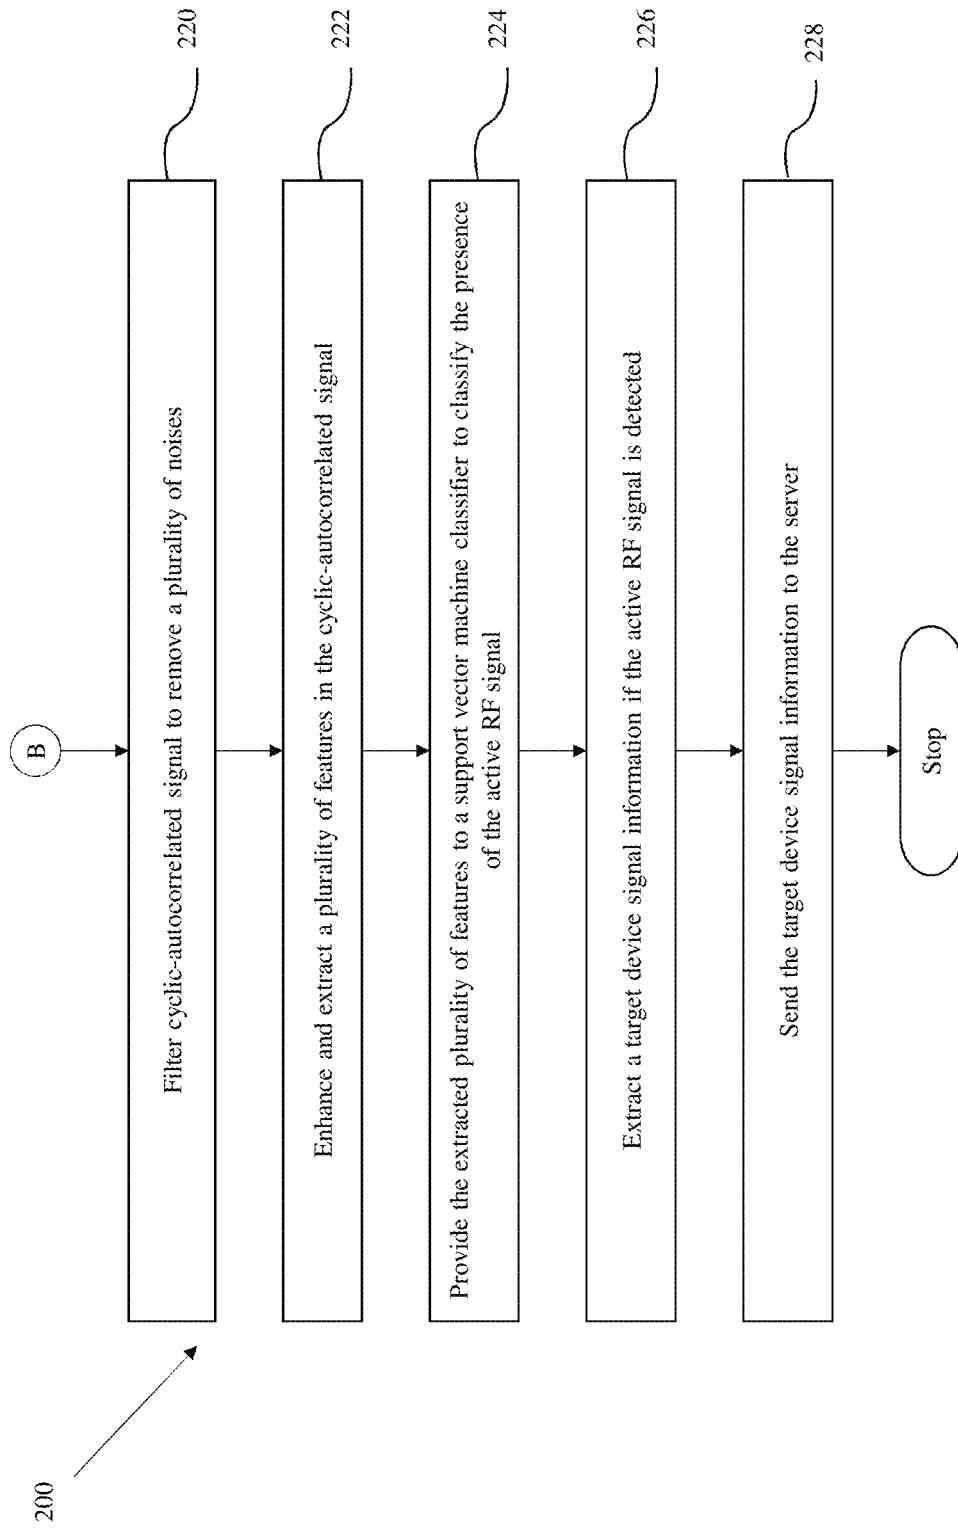 200
B
Filter cyclic-autocorrelated signal to remove a plurality of noises
220
Enhance and extract a plurality of features in the cyclic-autocorrelated signal
222
Provide the extracted plurality of features to a support vector machine classifier to classify the presence
of the active RF signal
224
Extract a target device signal information if the active RF signal is detected
226
Send the target device signal information to the server
228
Stop